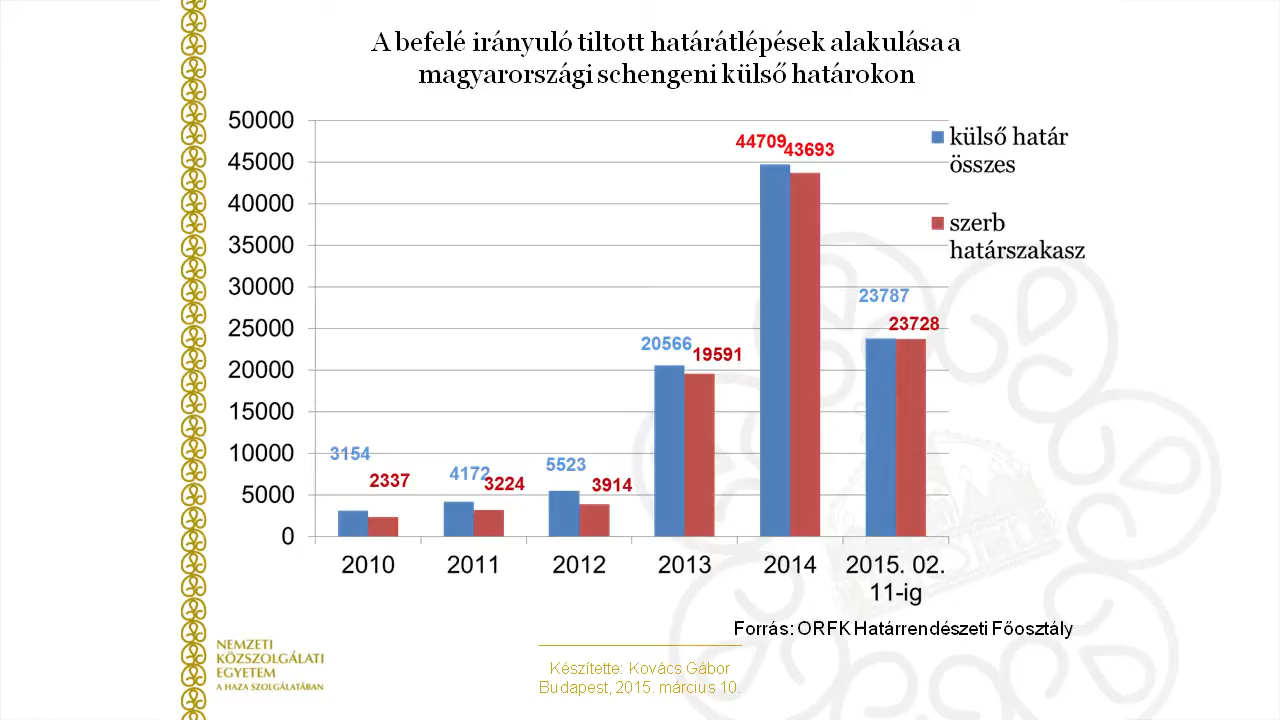 A befelé irányuló tiltott határátlépések alakulása a
magyarországi schengeni külső határokon
50000
45000
40000
35000
30000
25000
20000
15000
10000
5000
0
44709
43693
23787
23728
20566
19591
3154
2337
4172
3224
5523
3914
külső határ
összes
szerb
határszakasz
2010
2011
2012
2013
2014
2015. 02.
11-ig
Forrás: ORFK Határrendészeti Főosztály
NEMZETI
KÖZSZOLGÁLATI
EGYETEM
A HAZA SZOLGÁLATÁBAN
Készítette: Kovács Gábor
Budapest, 2015. március 10.